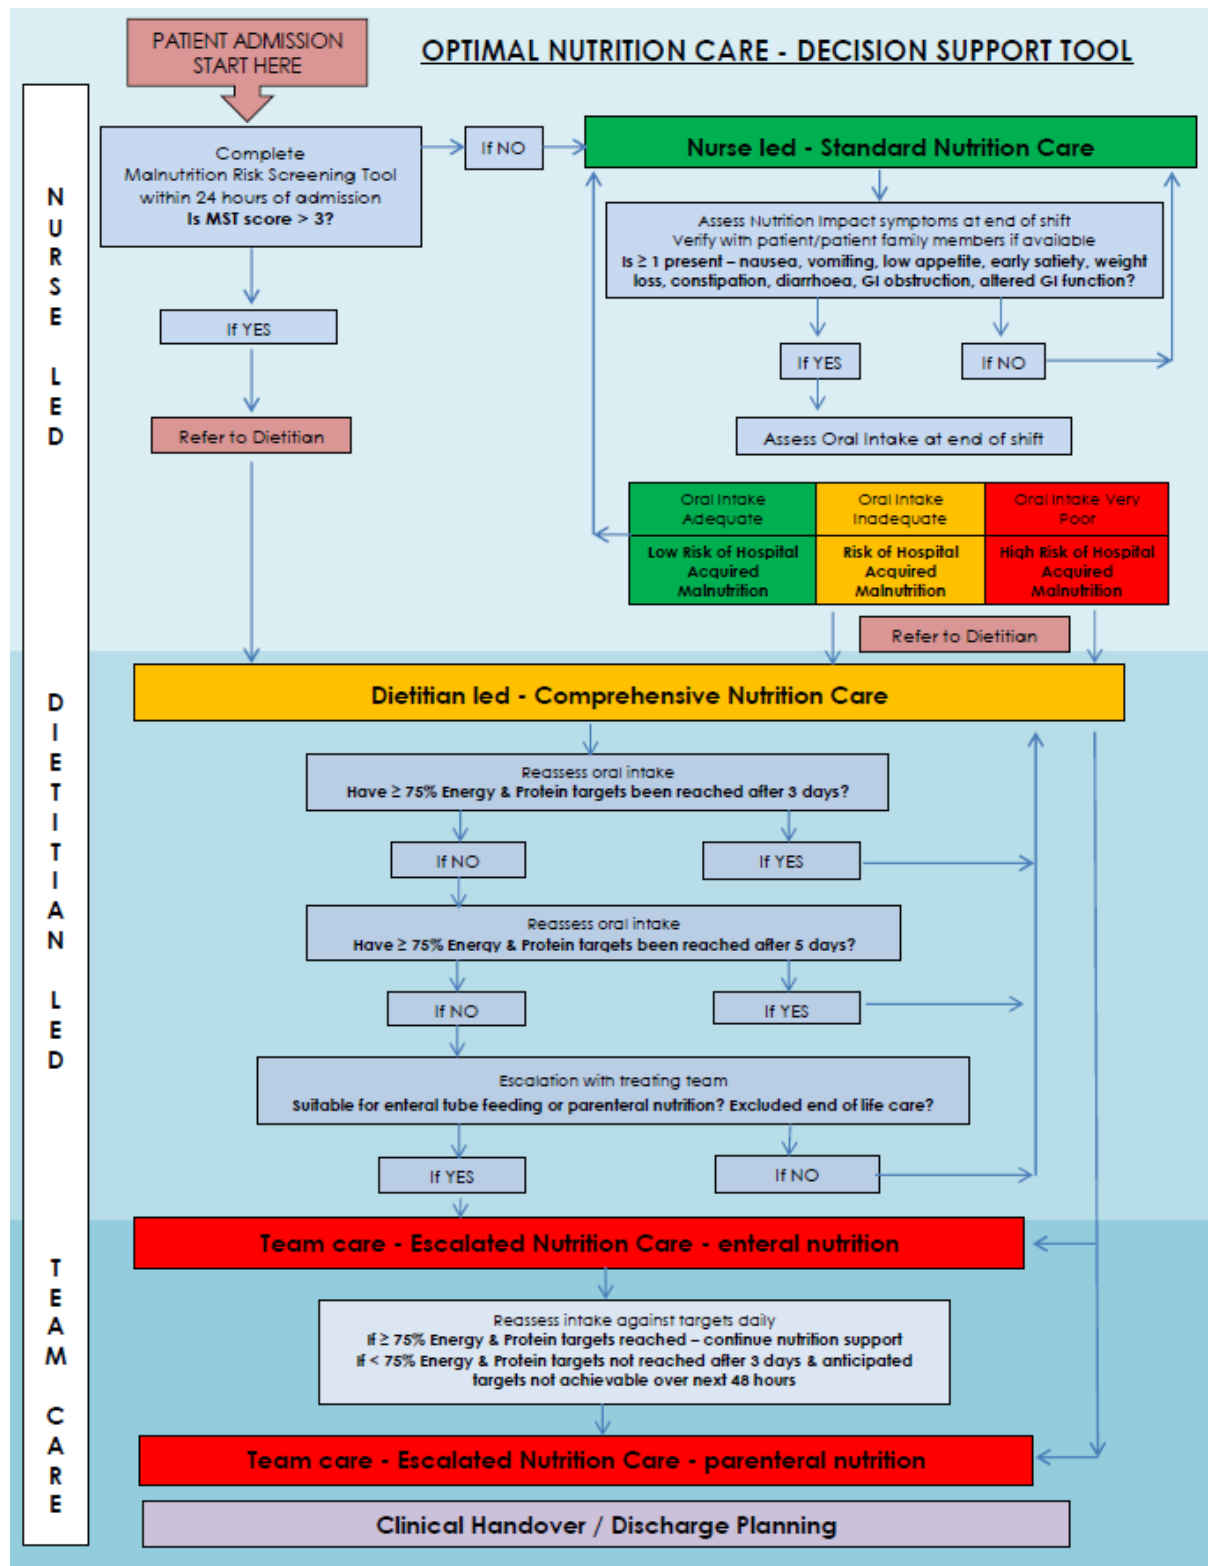 PATIENT ADMISSION
START HERE
OPTIMAL NUTRITION CARE - DECISION SUPPORT TOOL
NURSE LED
Complete
Malnutrition Risk Screening Tool
within 24 hours of admission
Is MST score > 3?
If NO
Nurse led - Standard Nutrition Care
Assess Nutrition Impact symptoms at end of shift
Verify with patient/patient family members if available
Is ≥ 1 present – nausea, vomiting, low appetite, early satiety, weight
loss, constipation, diarrhoea, GI obstruction, altered GI function?
If YES
If YES
If NO
Refer to Dietitian
Assess Oral Intake at end of shift
Oral Intake
Adequate
Oral Intake
Inadequate
Oral Intake Very
Poor
Low Risk of Hospital
Acquired
Malnutrition
Risk of Hospital
Acquired
Malnutrition
High Risk of Hospital
Acquired
Malnutrition
Refer to Dietitian
DIETITIAN LED
Dietitian led - Comprehensive Nutrition Care
Reassess oral intake
Have ≥ 75% Energy & Protein targets been reached after 3 days?
If NO
If YES
Reassess oral intake
Have ≥ 75% Energy & Protein targets been reached after 5 days?
If NO
If YES
Escalation with treating team
Suitable for enteral tube feeding or parenteral nutrition? Excluded end of life care?
If YES
If NO
TEAM CARE
Team care - Escalated Nutrition Care - enteral nutrition
Reassess intake against targets daily
If ≥ 75% Energy & Protein targets reached – continue nutrition support
If < 75% Energy & Protein targets not reached after 3 days & anticipated
targets not achievable over next 48 hours
Team care - Escalated Nutrition Care - parenteral nutrition
Clinical Handover / Discharge Planning